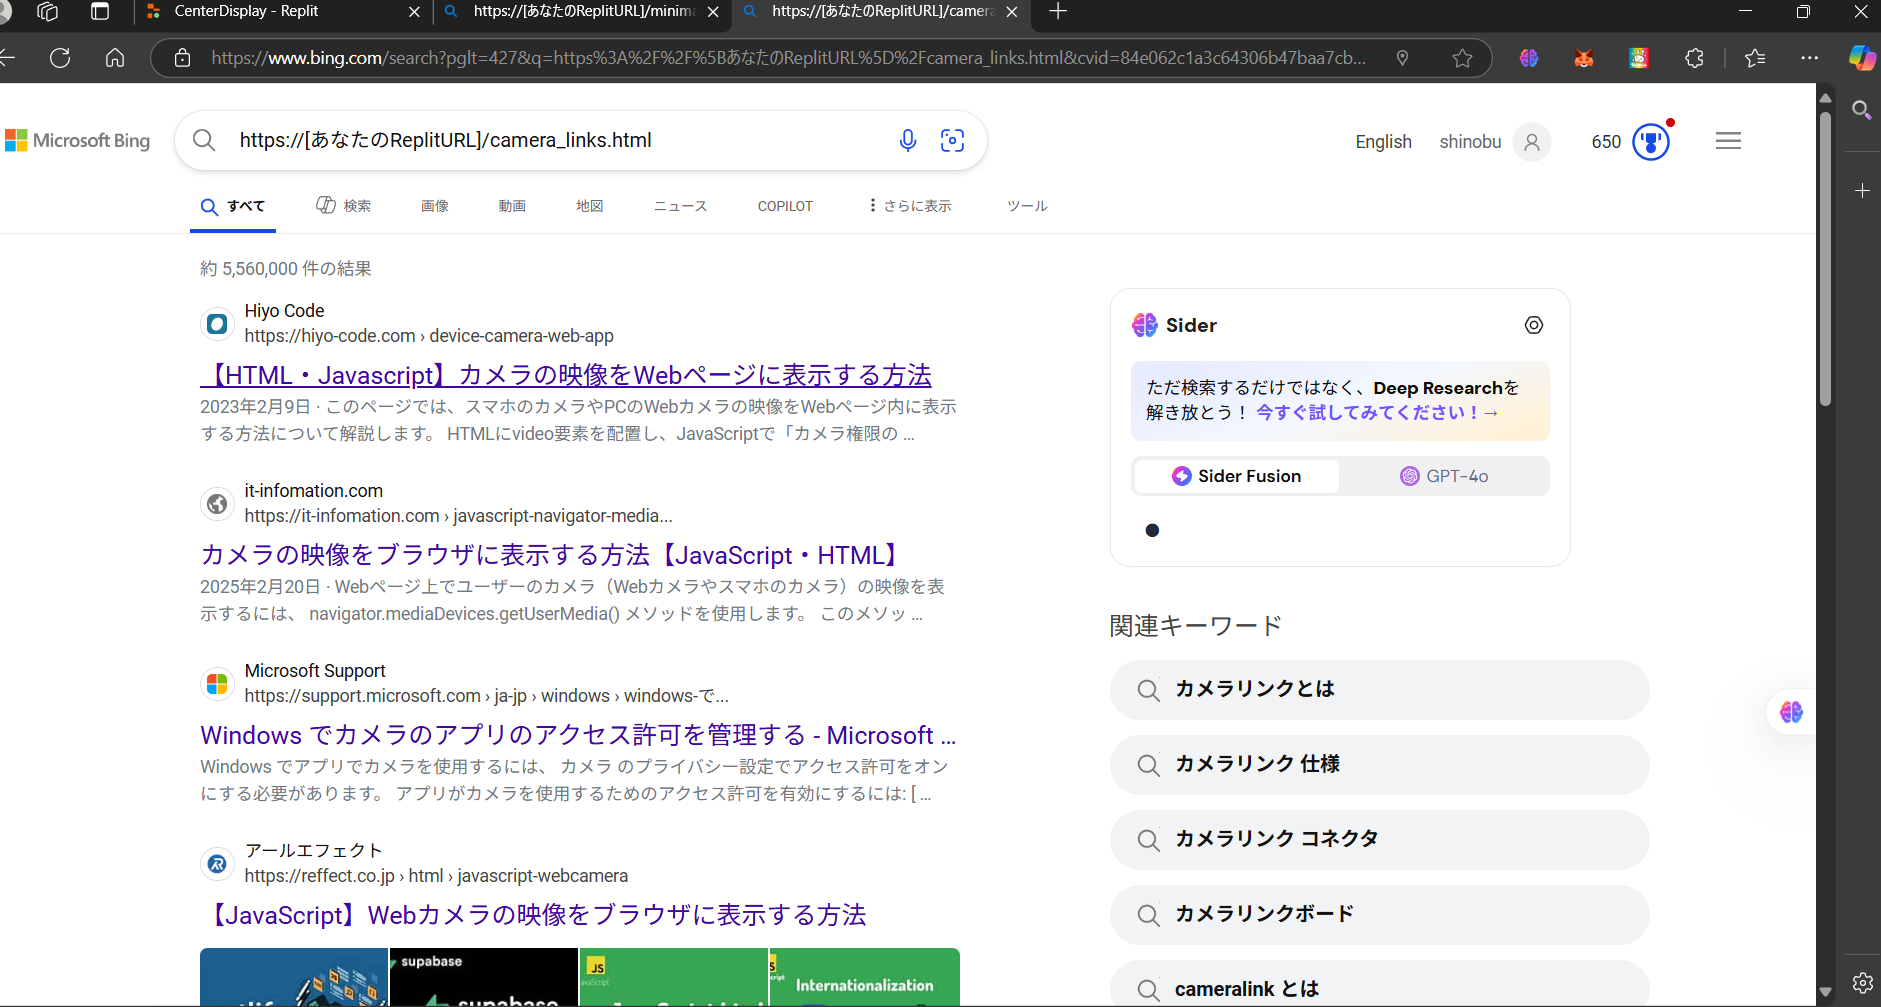 CenterDisplay - Replit
https://[あなたのReplitURL]/minima
https://[あなたのReplitURL]/camera
https://www.bing.com/search?pglt=427&q=https%3A%2F%2F%5BあなたのReplitURL%5D%2Fcamera_links.html&cvid=84e062c1a3c64306b47baa7cb...
Microsoft Bing
https://[あなたのReplitURL]/camera_links.html
English
shinobu
650
すべて
検索
画像
動画
地図
ニュース
COPILOT
さらに表示
ツール
約 5,560,000 件の結果
Hiyo Code
https://hiyo-code.com › device-camera-web-app
【HTML・Javascript】カメラの映像をWebページに表示する方法
2023年2月9日 · このページでは、スマホのカメラやPCのWebカメラの映像をWebページ内に表示
する方法について解説します。 HTMLにvideo要素を配置し、JavaScriptで「カメラ権限の ...
it-infomation.com
https://it-infomation.com › javascript-navigator-media...
カメラの映像をブラウザに表示する方法【JavaScript・HTML】
2025年2月20日 · Webページ上でユーザーのカメラ（Webカメラやスマホのカメラ）の映像を表
示するには、 navigator.mediaDevices.getUserMedia() メソッドを使用します。 このメソッ ...
Microsoft Support
https://support.microsoft.com › ja-jp › windows › windows-で...
Windows でカメラのアプリのアクセス許可を管理する - Microsoft ...
Windows でアプリでカメラを使用するには、 カメラ のプライバシー設定でアクセス許可をオン
にする必要があります。 アプリがカメラを使用するためのアクセス許可を有効にするには: [ ...
アールエフェクト
https://reffect.co.jp › html › javascript-webcamera
【JavaScript】Webカメラの映像をブラウザに表示する方法
supabase
supabase
JS
Internationalization
Sider
ただ検索するだけではなく、Deep Researchを
解き放とう！ 今すぐ試してみてください！→
Sider Fusion
GPT-4o
関連キーワード
カメラリンクとは
カメラリンク 仕様
カメラリンク コネクタ
カメラリンクボード
cameralink とは